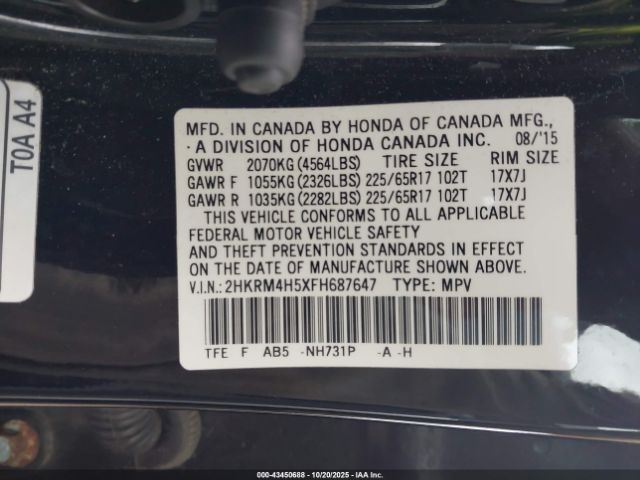 T0A A4
MFD. IN CANADA BY HONDA OF CANADA MFG.,
· A DIVISION OF HONDA CANADA INC. 08/'15
GVWR 2070KG (4564LBS) TIRE SIZE RIM SIZE
GAWR F 1055KG (2326LBS) 225/65R17 102T 17X7J
GAWR R 1035KG (2282LBS) 225/65R17 102T 17X7J
THIS VEHICLE CONFORMS TO ALL APPLICABLE
FEDERAL MOTOR VEHICLE SAFETY
AND THEFT PREVENTION STANDARDS IN EFFECT
ON THE DATE OF MANUFACTURE SHOWN ABOVE.
V.I.N.: 2HKRM4H5XFH687647 TYPE: MPV
TFE F AB5 -NH731P -A -H
000-43450688 - 10/20/2025 - IAA Inc.